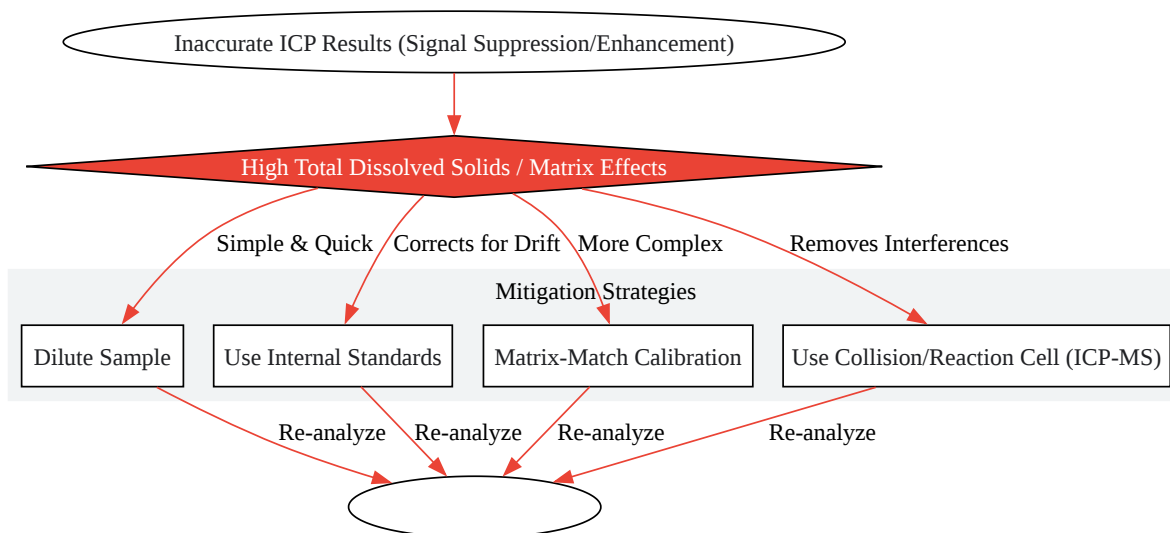 Inaccurate ICP Results (Signal Suppression/Enhancement)
High Total Dissolved Solids / Matrix Effects
Simple & Quick
Corrects for Drift
More Complex
Removes Interferences
Mitigation Strategies
Dilute Sample
Use Internal Standards
Matrix-Match Calibration
Use Collision/Reaction Cell (ICP-MS)
Re-analyze
Re-analyze
Re-analyze
Re-analyze